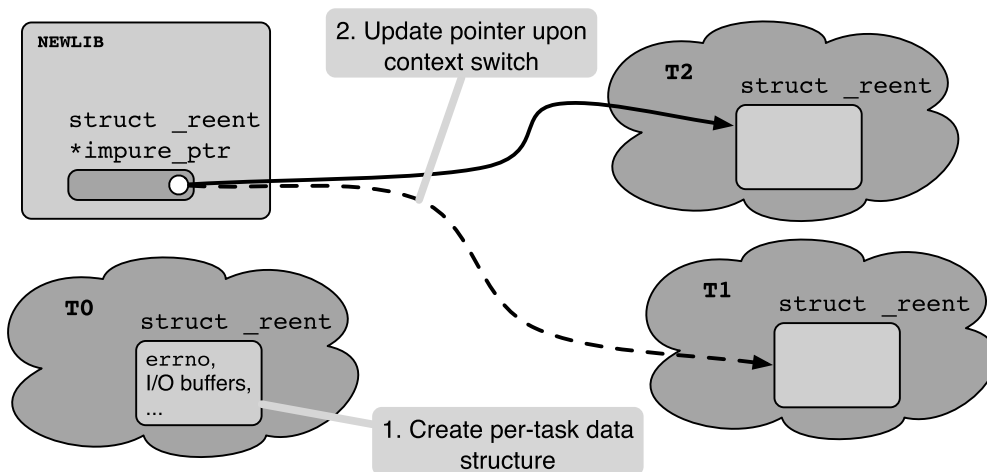 NEWLIB
struct _reent
*impure_ptr
2. Update pointer upon
context switch
T2
struct _reent
T0
struct _reent
errno,
I/O buffers,
...
1. Create per-task data
structure
T1
struct _reent